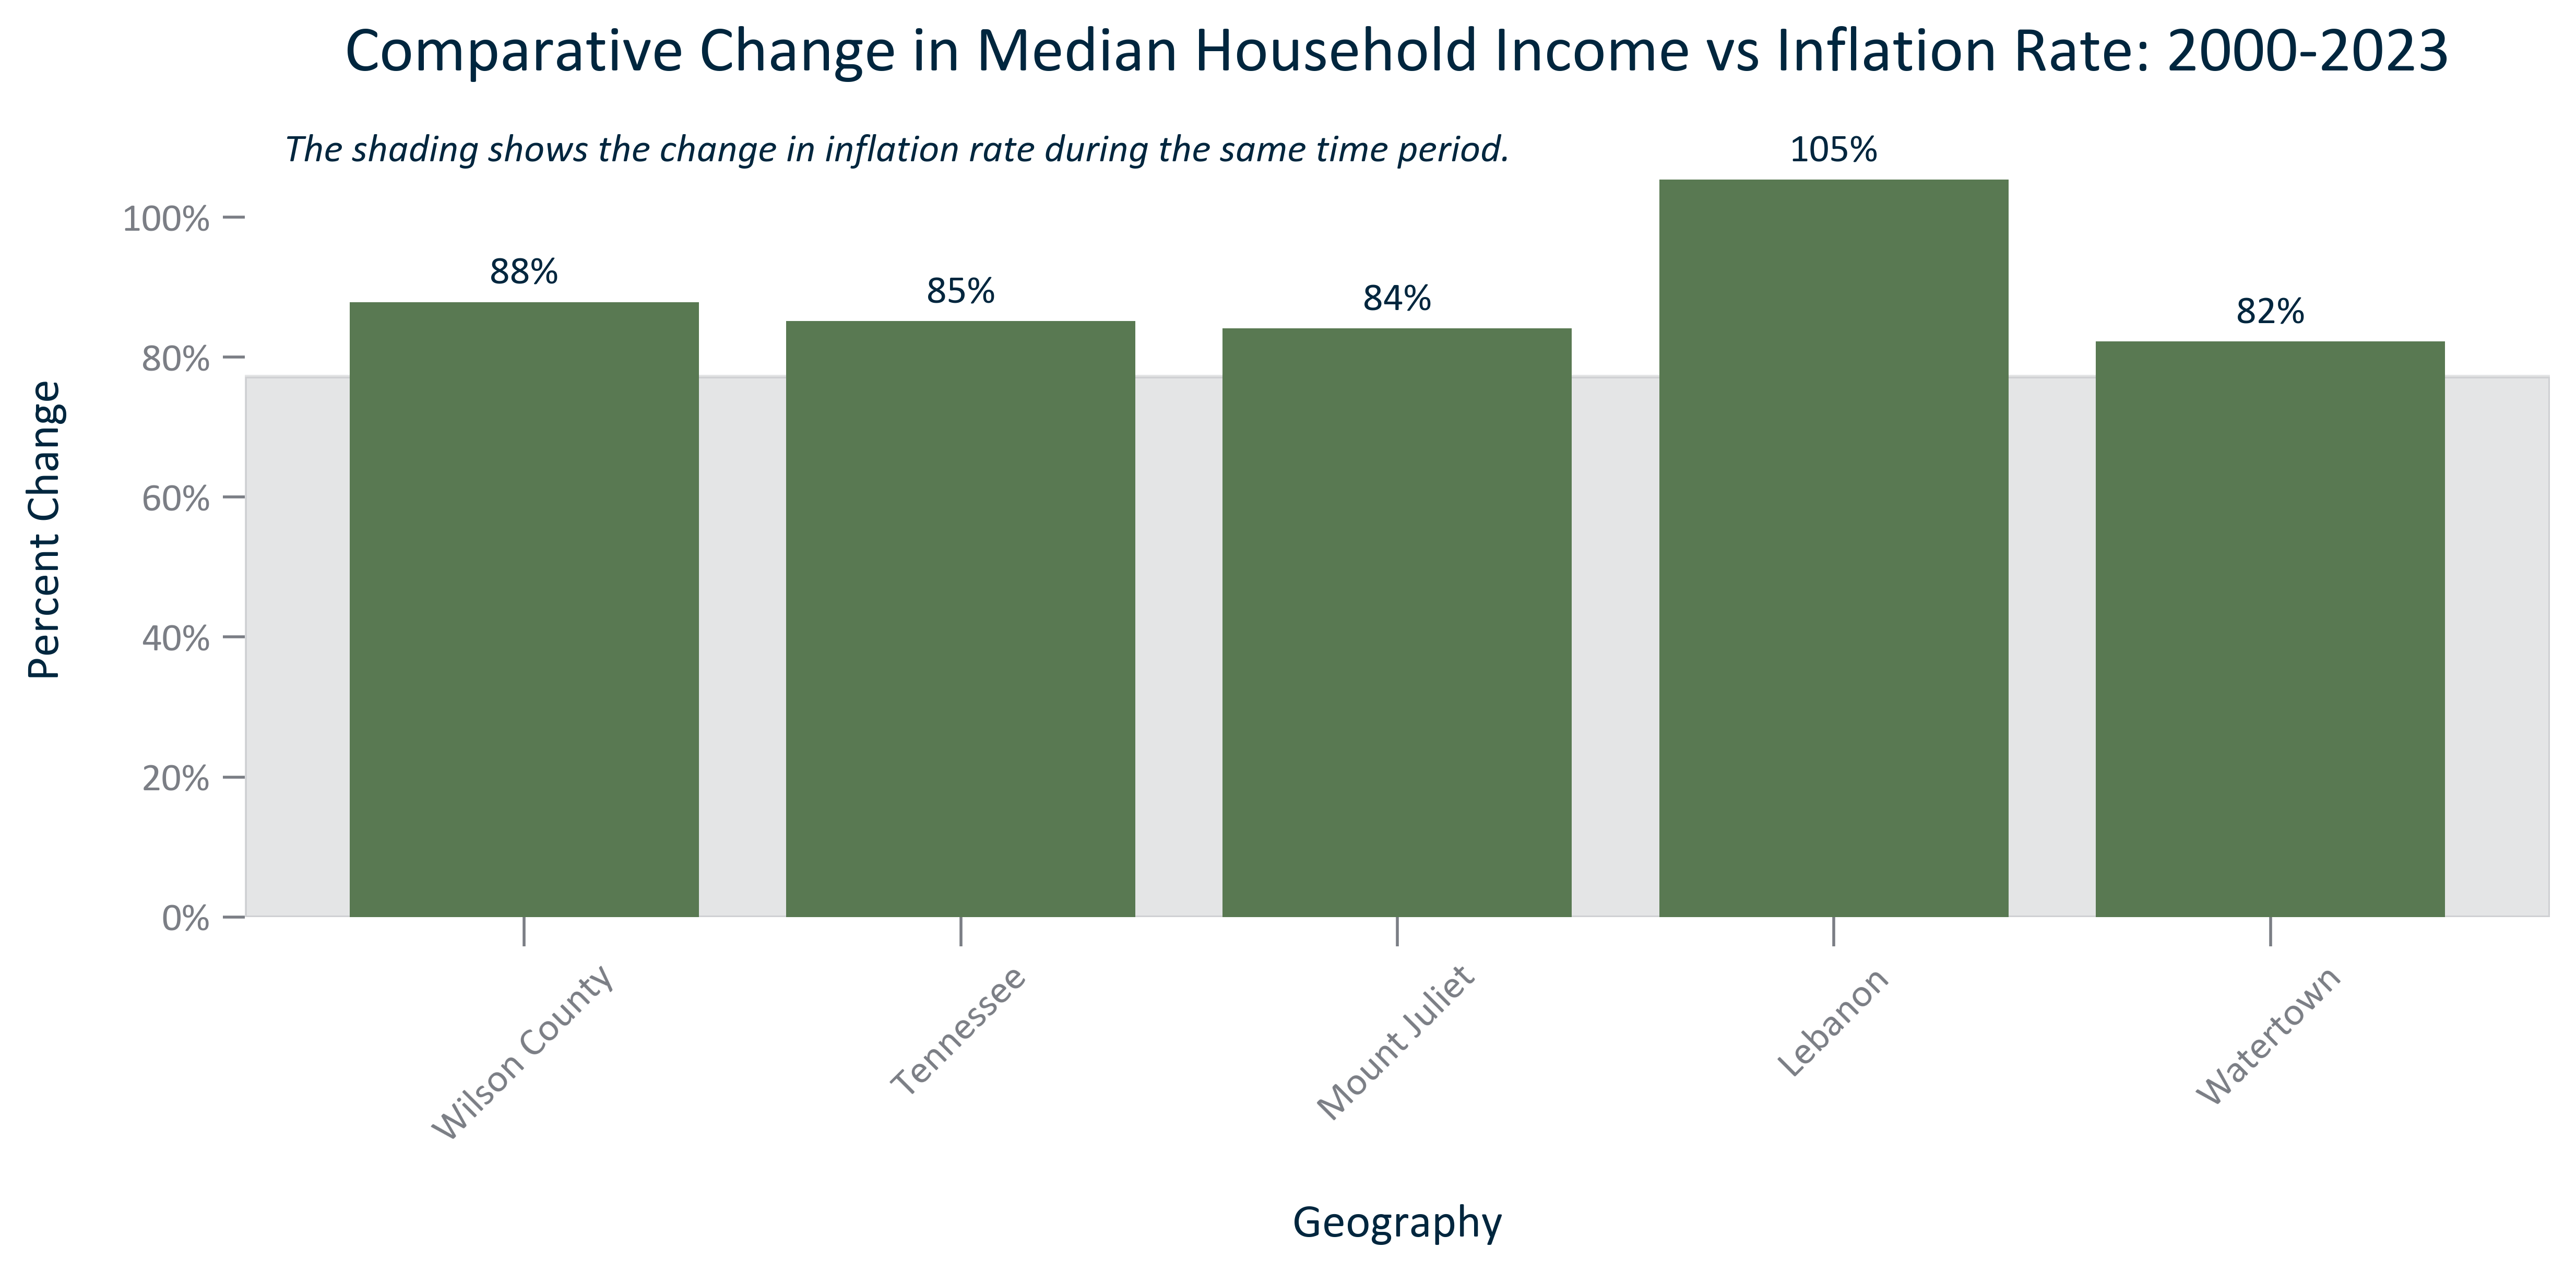 Comparative Change in Median Household Income vs Inflation Rate: 2000-2023
The shading shows the change in inflation rate during the same time period.
105%
100%
88%
85%
84%
82%
80%
60%
40%
20%
0%
Percent Change
Wilson County
Tennessee
Mount Juliet
Lebanon
Watertown
Geography